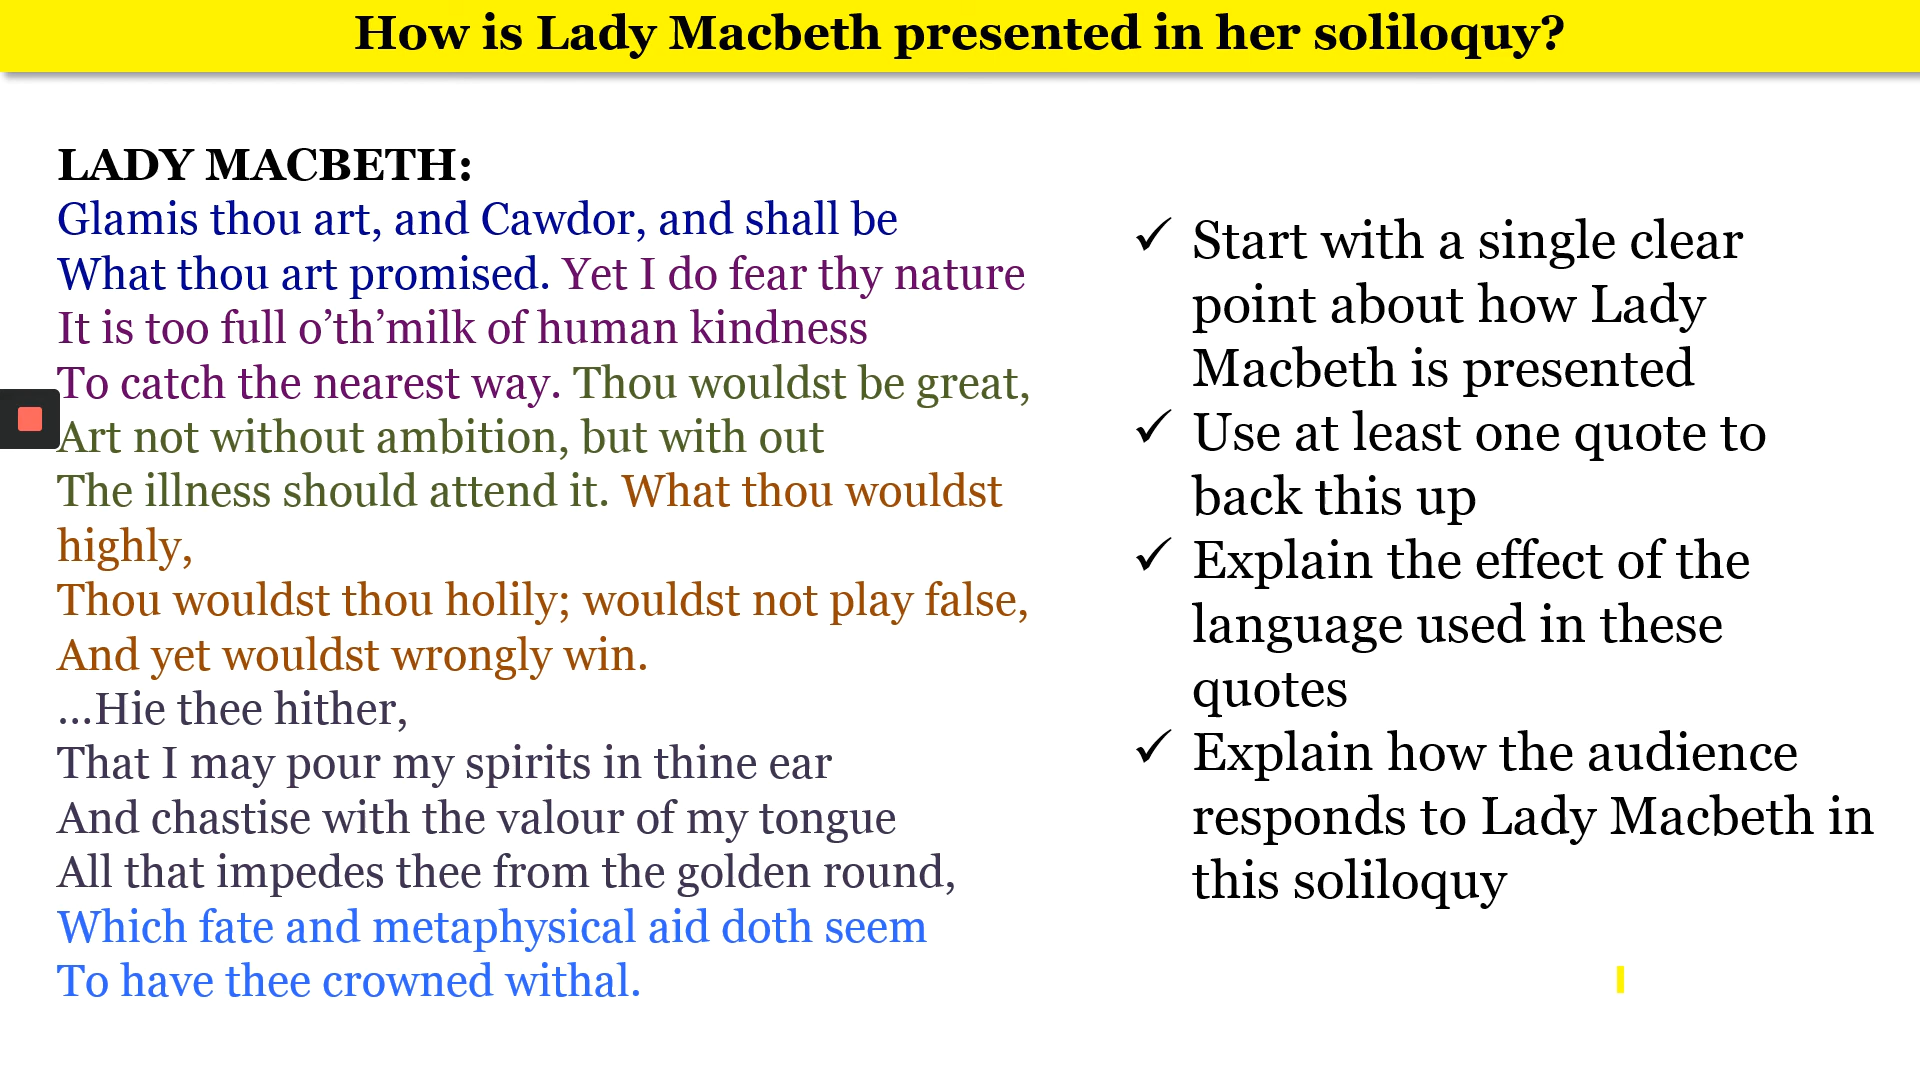 How is Lady Macbeth presented in her soliloquy?
LADY MACBETH:
Glamis thou art, and Cawdor, and shall be
What thou art promised. Yet I do fear thy nature
It is too full o’th’milk of human kindness
To catch the nearest way. Thou wouldst be great,
Art not without ambition, but with out
The illness should attend it. What thou wouldst
highly,
Thou wouldst thou holily; wouldst not play false,
And yet wouldst wrongly win.
…Hie thee hither,
That I may pour my spirits in thine ear
And chastise with the valour of my tongue
All that impedes thee from the golden round,
Which fate and metaphysical aid doth seem
To have thee crowned withal.
✓ Start with a single clear
point about how Lady
Macbeth is presented
✓ Use at least one quote to
back this up
✓ Explain the effect of the
language used in these
quotes
✓ Explain how the audience
responds to Lady Macbeth in
this soliloquy